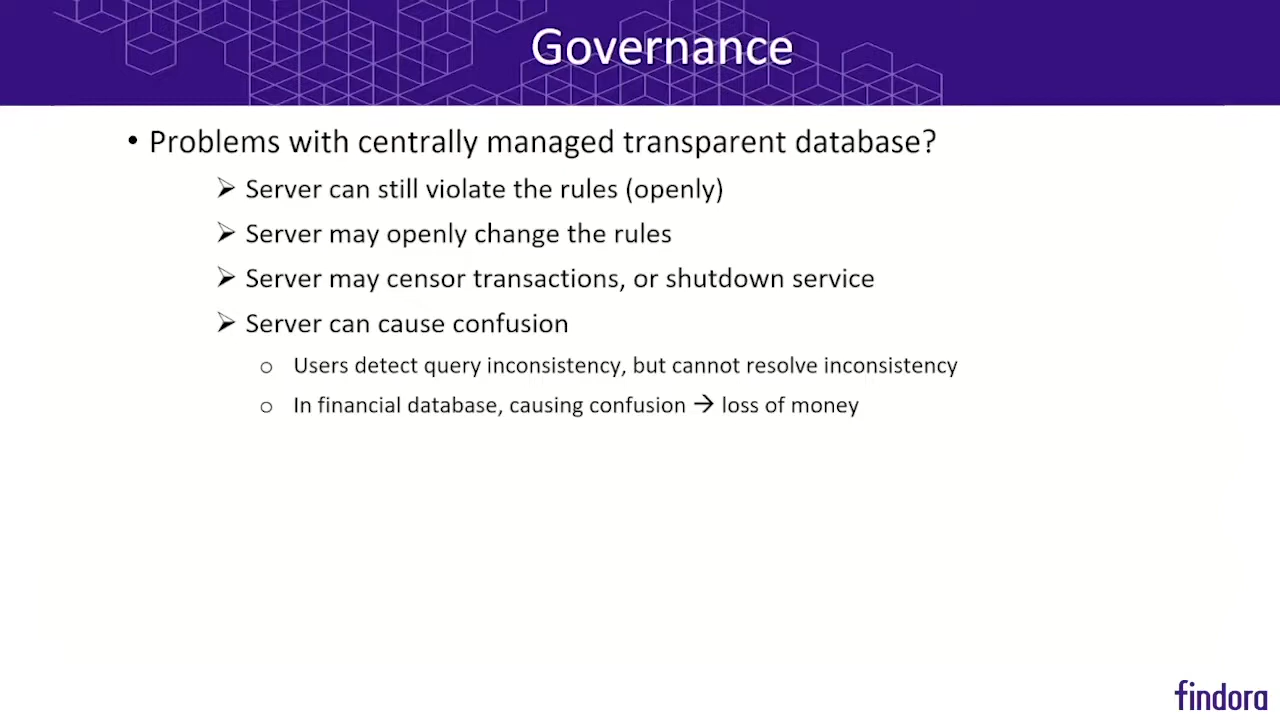 Governance
• Problems with centrally managed transparent database?
➢ Server can still violate the rules (openly)
➢ Server may openly change the rules
➢ Server may censor transactions, or shutdown service
➢ Server can cause confusion
o Users detect query inconsistency, but cannot resolve inconsistency
o In financial database, causing confusion → loss of money
findora